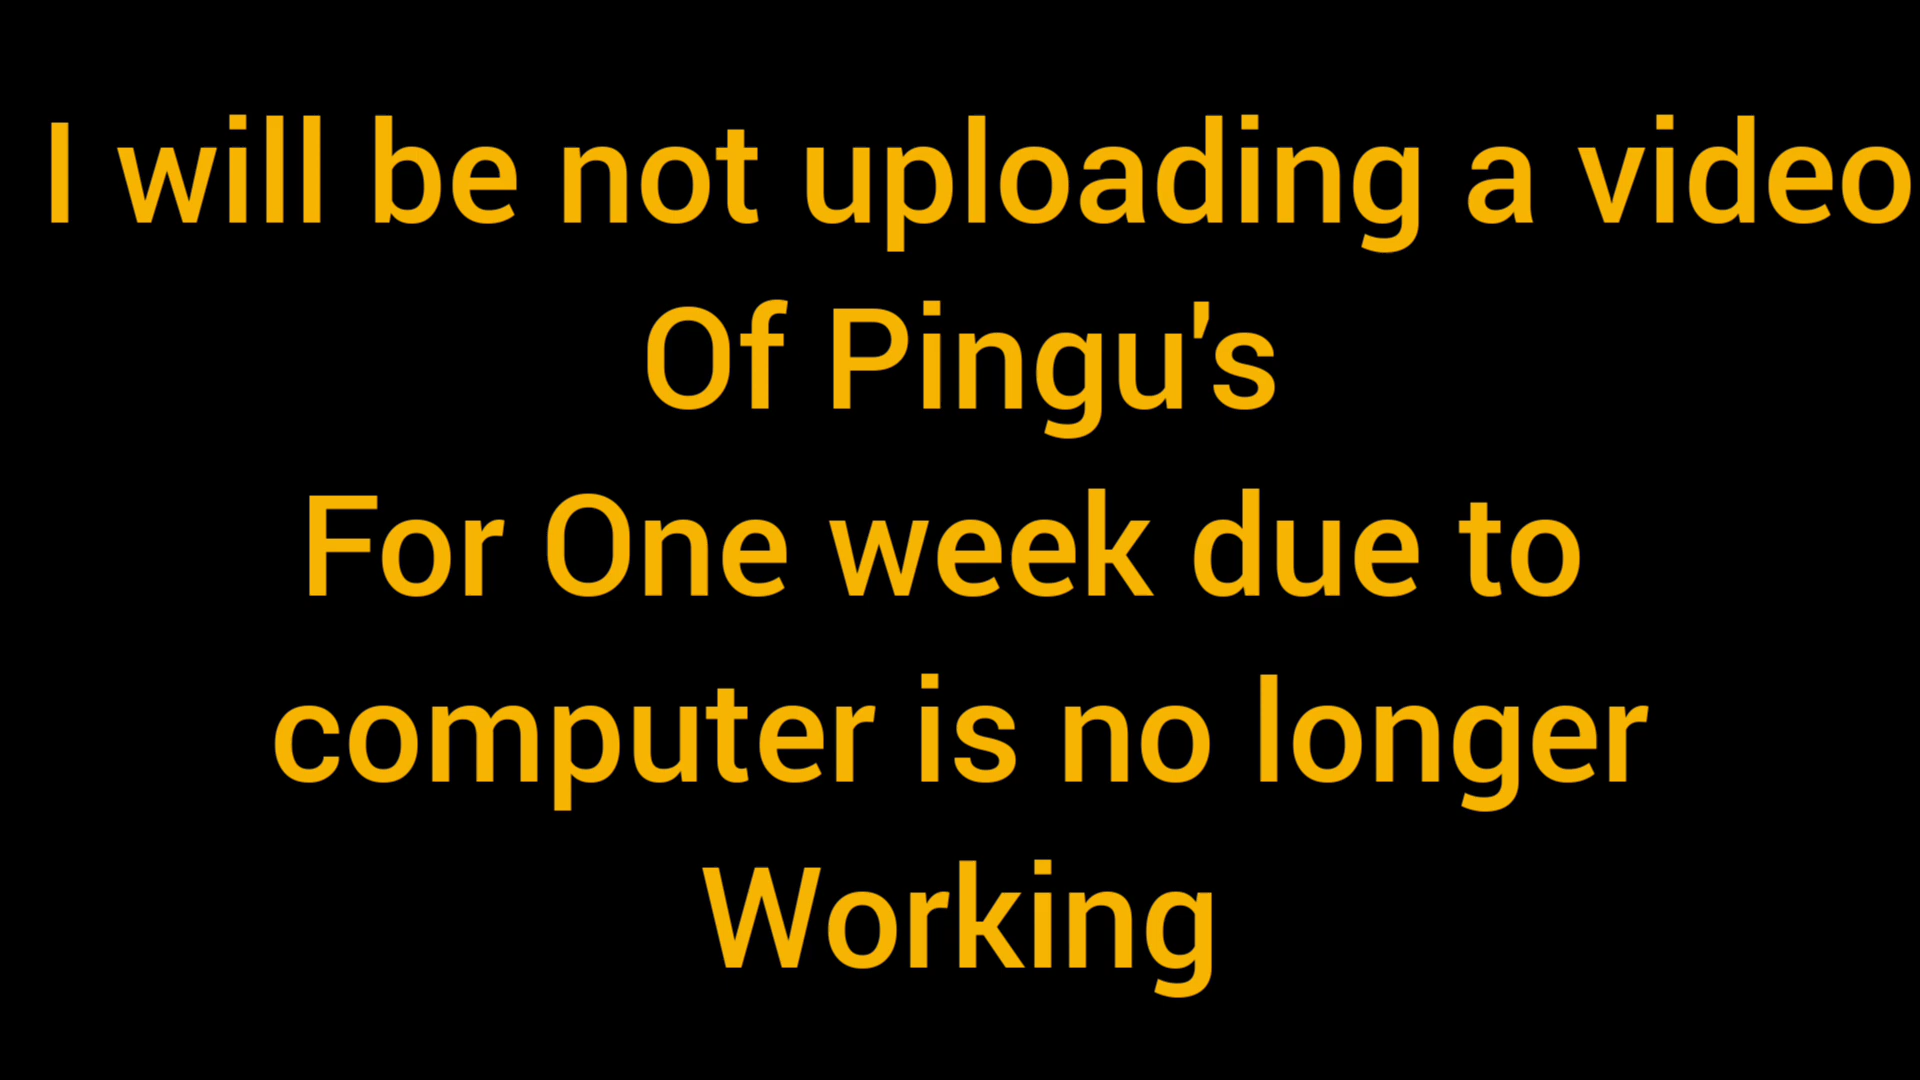 I will be not uploading a video
Of Pingu's
For One week due to
computer is no longer
Working